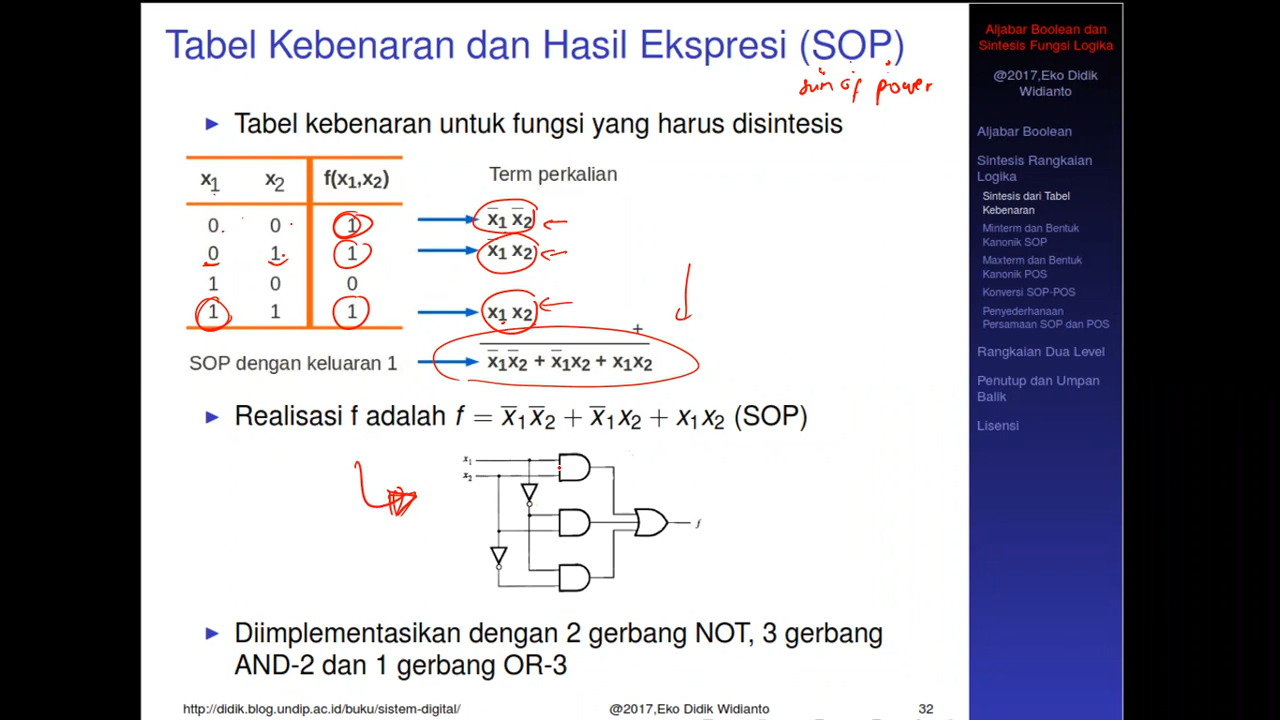 Tabel Kebenaran dan Hasil Ekspresi (SOP)
sum of power
Tabel kebenaran untuk fungsi yang harus disintesis
x₁ x₂ f(x₁,x₂)
0 0 1
0 1 1
1 0 0
1 1 1
Term perkalian
x̅₁ x̅₂
x̅₁ x₂
x₁ x₂
+
SOP dengan keluaran 1
x̅₁x̅₂ + x̅₁x₂ + x₁x₂
Realisasi f adalah f = x̅₁x̅₂ + x̅₁x₂ + x₁x₂ (SOP)
x₁
x₂
f
Diimplementasikan dengan 2 gerbang NOT, 3 gerbang
AND-2 dan 1 gerbang OR-3
http://didik.blog.undip.ac.id/buku/sistem-digital/
@2017,Eko Didik Widianto
32
Aljabar Boolean dan
Sintesis Fungsi Logika
@2017,Eko Didik
Widianto
Aljabar Boolean
Sintesis Rangkaian
Logika
Sintesis dari Tabel
Kebenaran
Minterm dan Bentuk
Kanonik SOP
Maxterm dan Bentuk
Kanonik POS
Konversi SOP-POS
Penyederhanaan
Persamaan SOP dan POS
Rangkaian Dua Level
Penutup dan Umpan
Balik
Lisensi